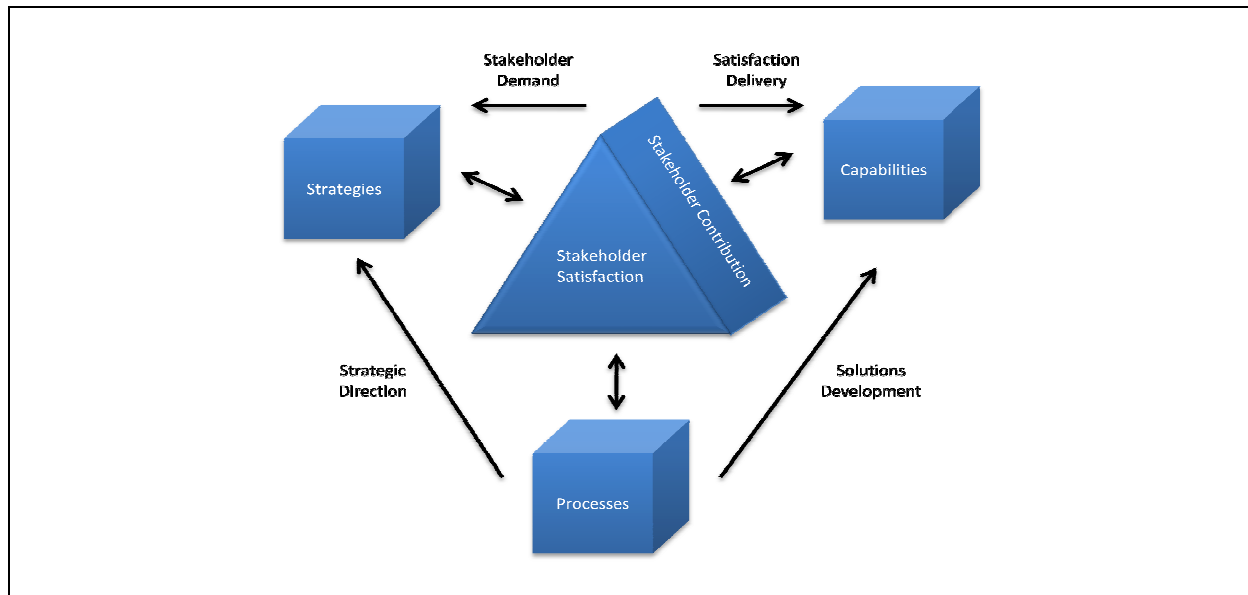 Stakeholder
Demand
Satisfaction
Delivery
Strategies
Stakeholder Contribution
Capabilities
Stakeholder
Satisfaction
Strategic
Direction
Solutions
Development
Processes